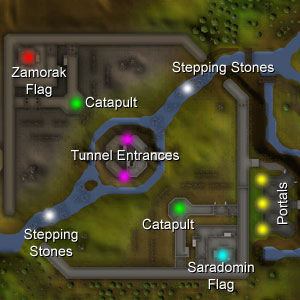 Stepping Stones
Zamorak
Flag
Catapult
Tunnel Entrances
Portals
Catapult
Stepping
Stones
Saradomin
Flag